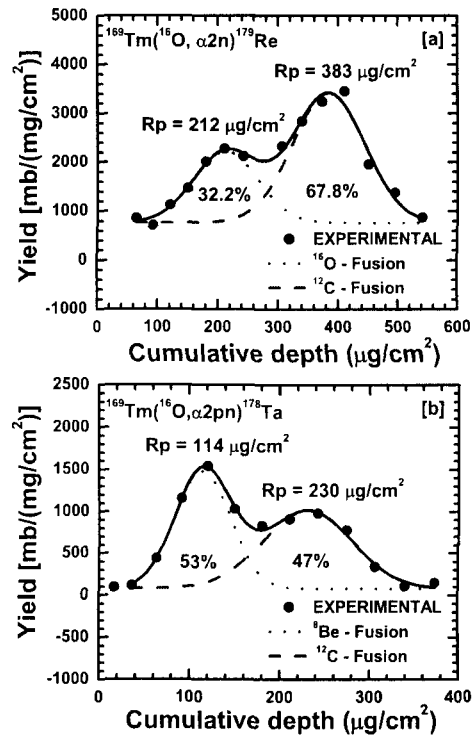 ¹⁶⁹Tm(¹⁶O, α2n)¹⁷⁹Re
[a]
Rp = 383 µg/cm²
Rp = 212 µg/cm²
32.2%
67.8%
EXPERIMENTAL
¹⁶O - Fusion
¹²C - Fusion
5000
4000
3000
2000
1000
0
-1000
Yield [mb/(mg/cm²)]
0 100 200 300 400 500 600
Cumulative depth (µg/cm²)
¹⁶⁹Tm(¹⁶O,α2pn)¹⁷⁸Ta
[b]
Rp = 114 µg/cm²
Rp = 230 µg/cm²
53%
47%
EXPERIMENTAL
⁸Be - Fusion
¹²C - Fusion
2500
2000
1500
1000
500
0
-500
-1000
Yield [mb/(mg/cm²)]
0 100 200 300 400
Cumulative depth (µg/cm²)